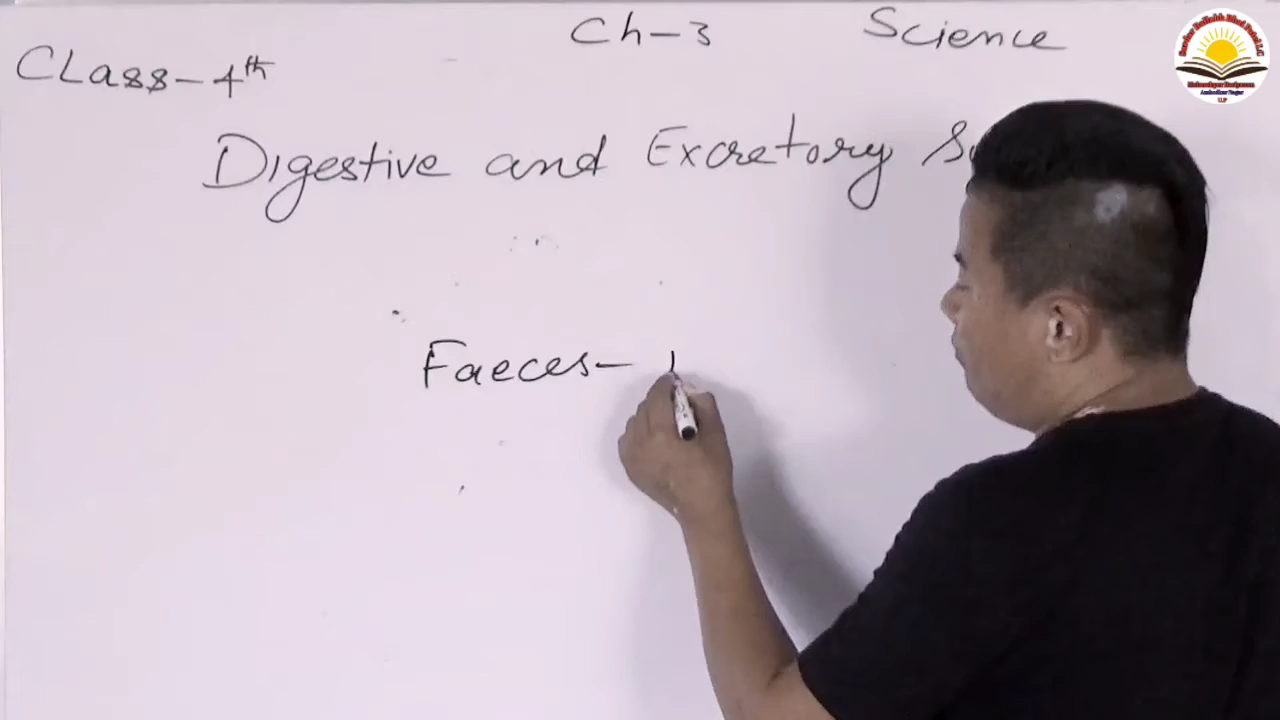 Ch-3 Science
CLass-4th
Digestive and Excretory
Faeces-